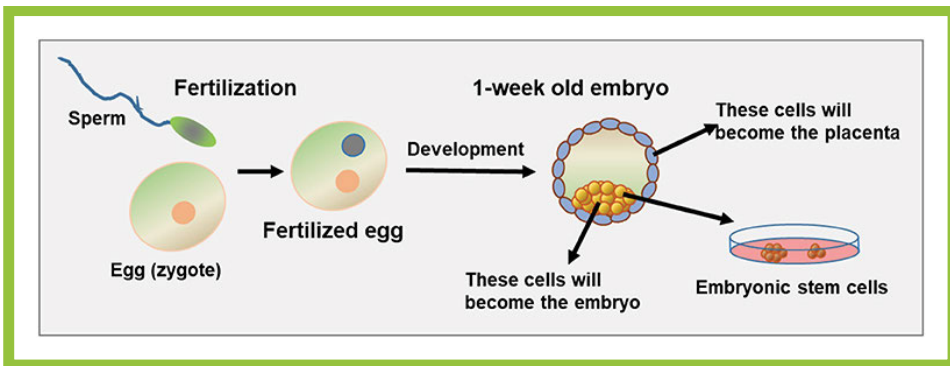 Fertilization
1-week old embryo
Sperm
These cells will
become the placenta
Development
Fertilized egg
Egg (zygote)
These cells will
become the embryo
Embryonic stem cells